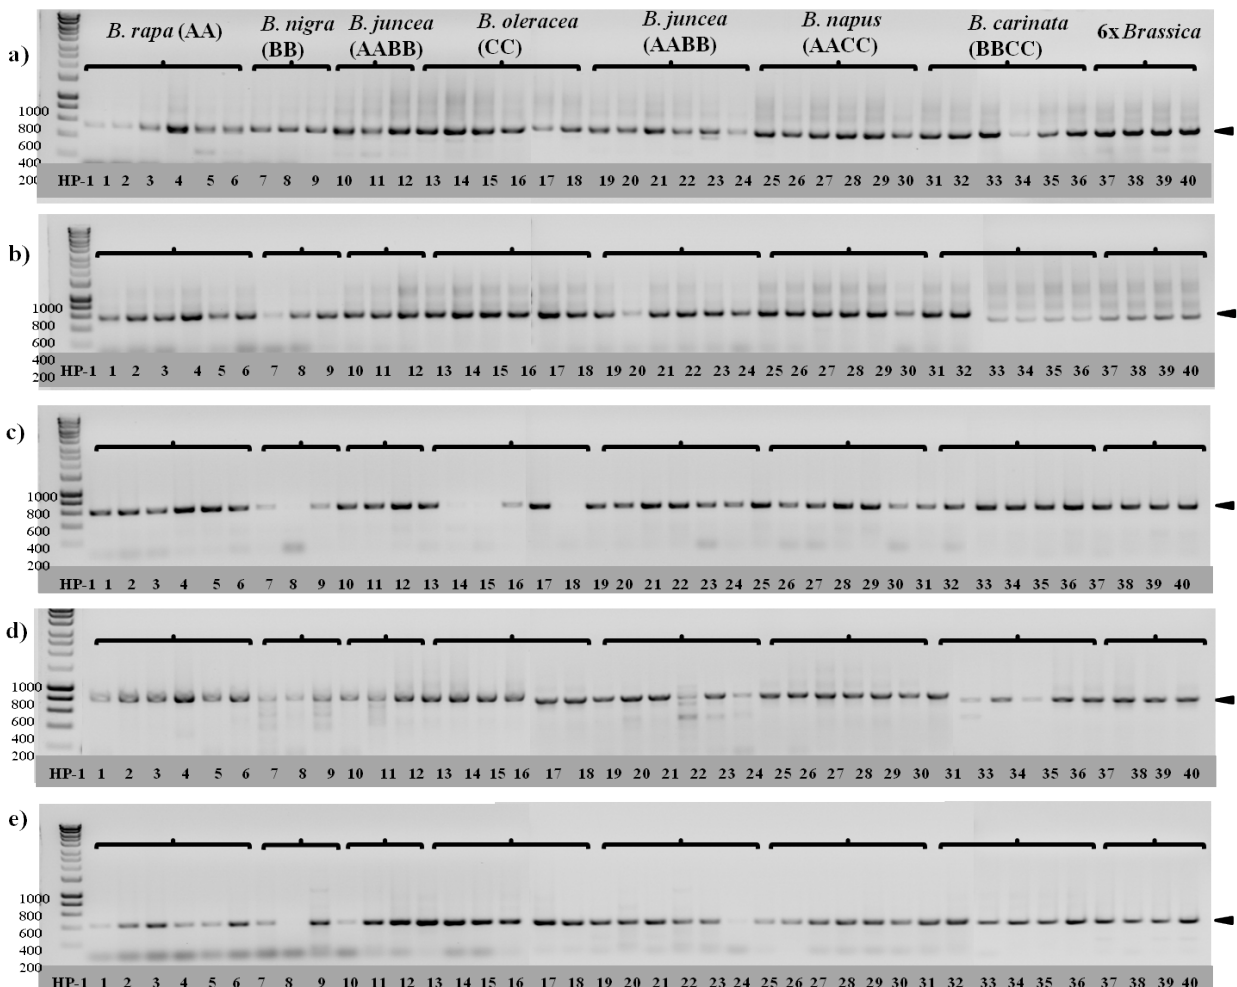 B. rapa (AA) B. nigra (BB) B. juncea (AABB) B. oleracea (CC) B. juncea (AABB) B. napus (AACC) B. carinata (BBCC) 6x Brassica
a)
1000
800
600
400
200
HP-1 1 2 3 4 5 6 7 8 9 10 11 12 13 14 15 16 17 18 19 20 21 22 23 24 25 26 27 28 29 30 31 32 33 34 35 36 37 38 39 40
b)
1000
800
600
400
200
HP-1 1 2 3 4 5 6 7 8 9 10 11 12 13 14 15 16 17 18 19 20 21 22 23 24 25 26 27 28 29 30 31 32 33 34 35 36 37 38 39 40
c)
1000
800
600
400
200
HP-1 1 2 3 4 5 6 7 8 9 10 11 12 13 14 15 16 17 18 19 20 21 22 23 24 25 26 27 28 29 30 31 32 33 34 35 36 37 38 39 40
d)
1000
800
600
400
200
HP-1 1 2 3 4 5 6 7 8 9 10 11 12 13 14 15 16 17 18 19 20 21 22 23 24 25 26 27 28 29 30 31 33 34 35 36 37 38 39 40
e)
1000
800
600
400
200
HP-1 1 2 3 4 5 6 7 8 9 10 11 12 13 14 15 16 17 18 19 20 21 22 23 24 25 26 27 28 29 30 31 32 33 34 35 36 37 38 39 40